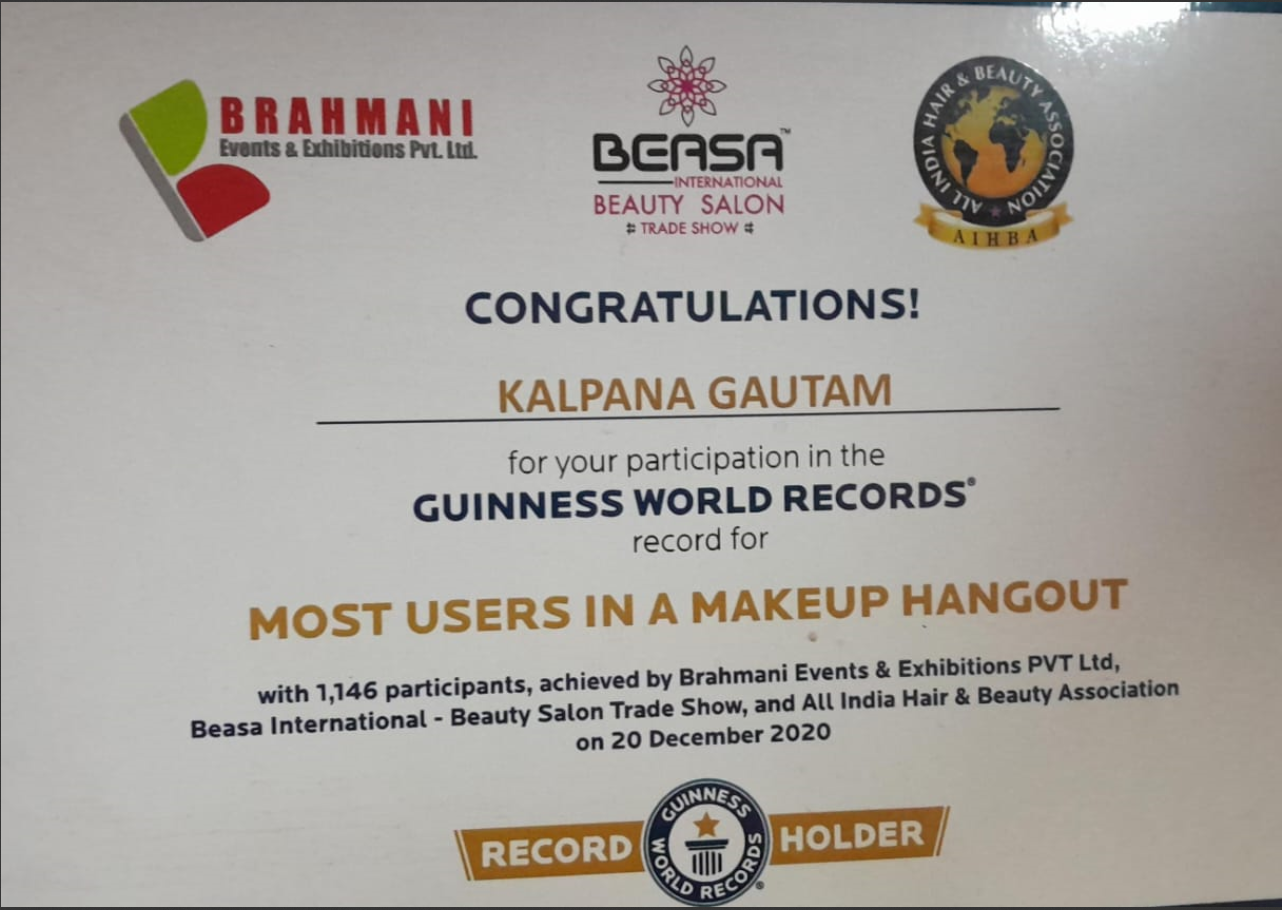 BRAHMANI
Events & Exhibitions Pvt. Ltd.
BEASA™
INTERNATIONAL
BEAUTY SALON
TRADE SHOW
ALL INDIA HAIR & BEAUTY ASSOCIATION
AIHBA
CONGRATULATIONS!
KALPANA GAUTAM
for your participation in the
GUINNESS WORLD RECORDS®
record for
MOST USERS IN A MAKEUP HANGOUT
with 1,146 participants, achieved by Brahmani Events & Exhibitions PVT Ltd,
Beasa International - Beauty Salon Trade Show, and All India Hair & Beauty Association
on 20 December 2020
RECORD HOLDER
GUINNESS WORLD RECORDS®